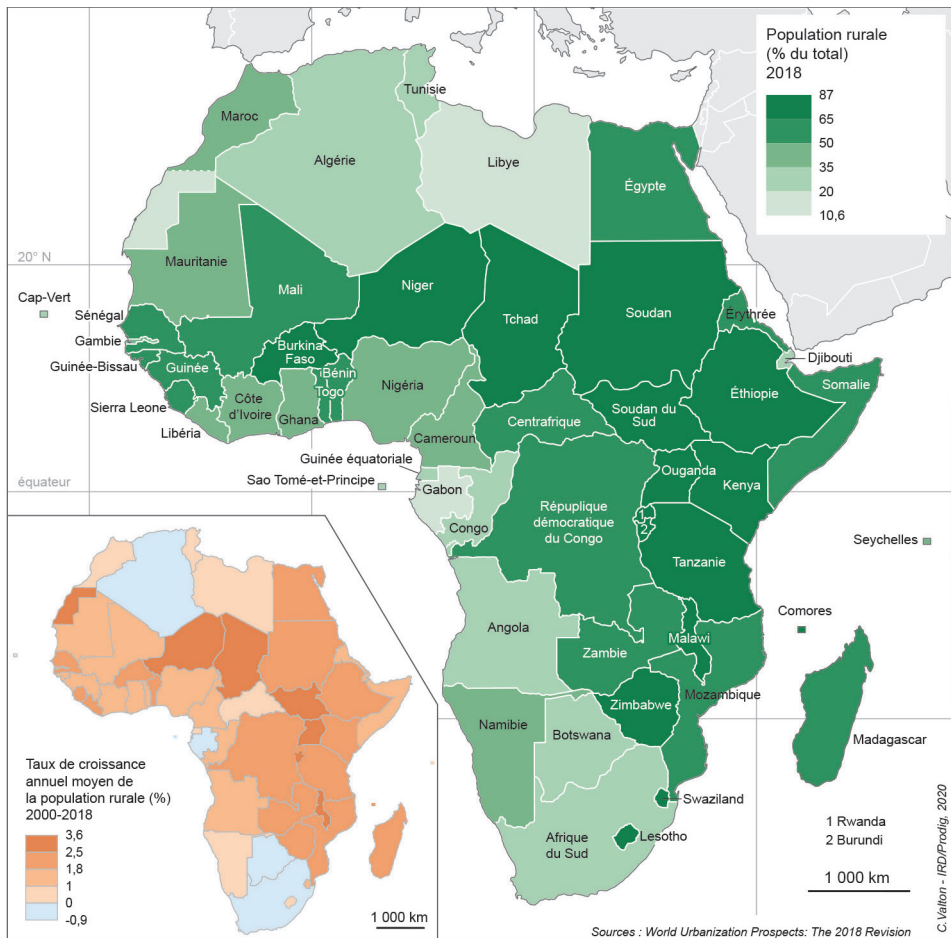 Population rurale
(% du total)
2018
87
65
50
35
20
10,6
Tunisie
Maroc
Algérie
Libye
Égypte
20° N
Mauritanie
Mali
Niger
Tchad
Soudan
Érythrée
Cap-Vert
Sénégal
Gambie
Guinée-Bissau
Guinée
Sierra Leone
Libéria
Côte
d'Ivoire
Burkina
Faso
Ghana
Togo
Bénin
Nigéria
Cameroun
Centrafrique
Soudan du
Sud
Éthiopie
Djibouti
Somalie
Guinée équatoriale
Sao Tomé-et-Principe
équateur
Gabon
Congo
République
démocratique
du Congo
Ouganda
Kenya
1
2
Tanzanie
Seychelles
Comores
Angola
Zambie
Malawi
Mozambique
Zimbabwe
Namibie
Botswana
Madagascar
Swaziland
Lesotho
Afrique
du Sud
1 Rwanda
2 Burundi
1 000 km
Taux de croissance
annuel moyen de
la population rurale (%)
2000-2018
3,6
2,5
1,8
1
0
-0,9
1 000 km
Sources : World Urbanization Prospects: The 2018 Revision
C.Valton - IRD/Prodig, 2020